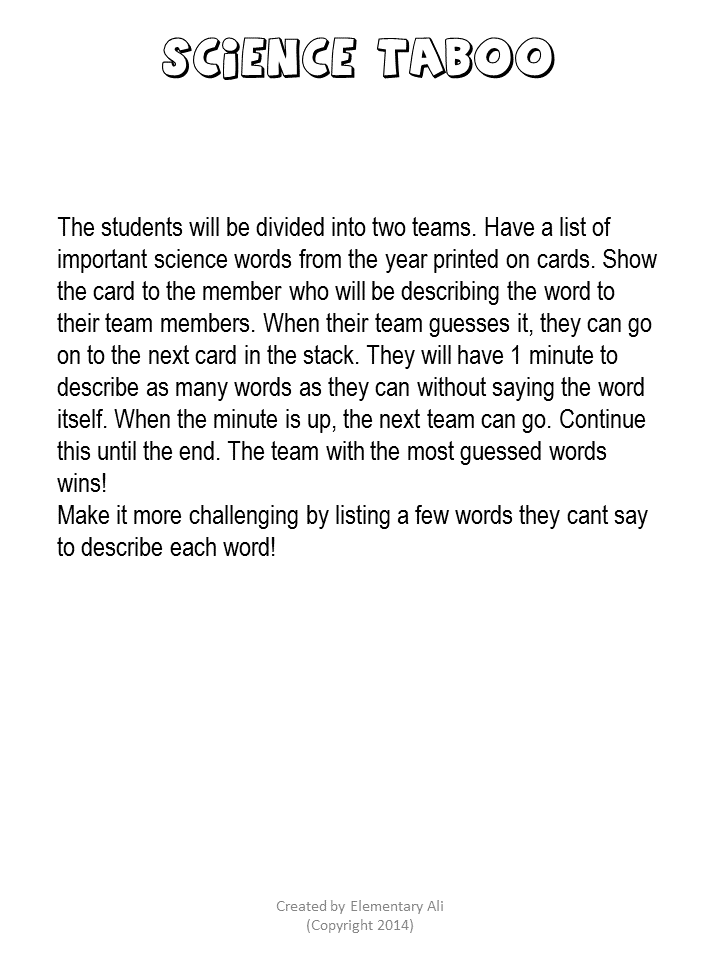 SCiENCE TABOO
The students will be divided into two teams. Have a list of
important science words from the year printed on cards. Show
the card to the member who will be describing the word to
their team members. When their team guesses it, they can go
on to the next card in the stack. They will have 1 minute to
describe as many words as they can without saying the word
itself. When the minute is up, the next team can go. Continue
this until the end. The team with the most guessed words
wins!
Make it more challenging by listing a few words they cant say
to describe each word!
Created by Elementary Ali
(Copyright 2014)